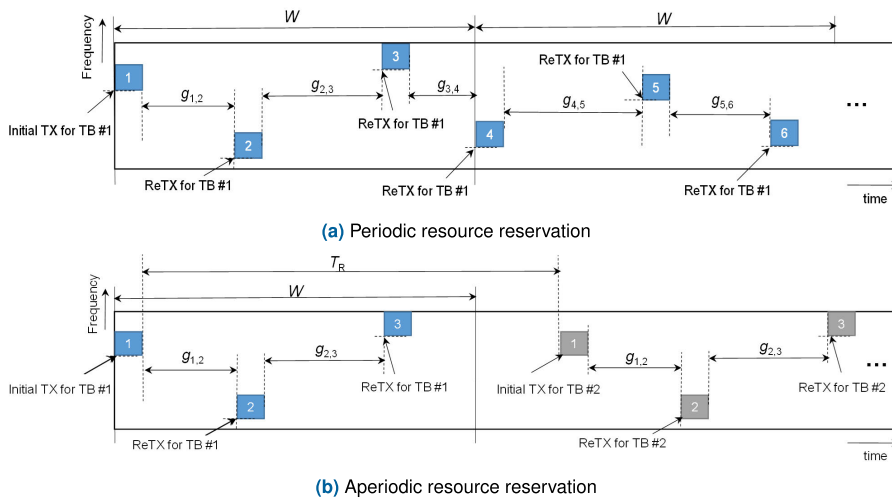 W
W
Frequency
1
2
3
4
5
6
g1,2
g2,3
g3,4
g4,5
g5,6
Initial TX for TB #1
ReTX for TB #1
ReTX for TB #1
ReTX for TB #1
ReTX for TB #1
ReTX for TB #1
...
time
(a) Periodic resource reservation
TR
W
Frequency
1
2
3
1
2
3
g1,2
g2,3
g1,2
g2,3
Initial TX for TB #1
ReTX for TB #1
ReTX for TB #1
Initial TX for TB #2
ReTX for TB #2
ReTX for TB #2
...
time
(b) Aperiodic resource reservation